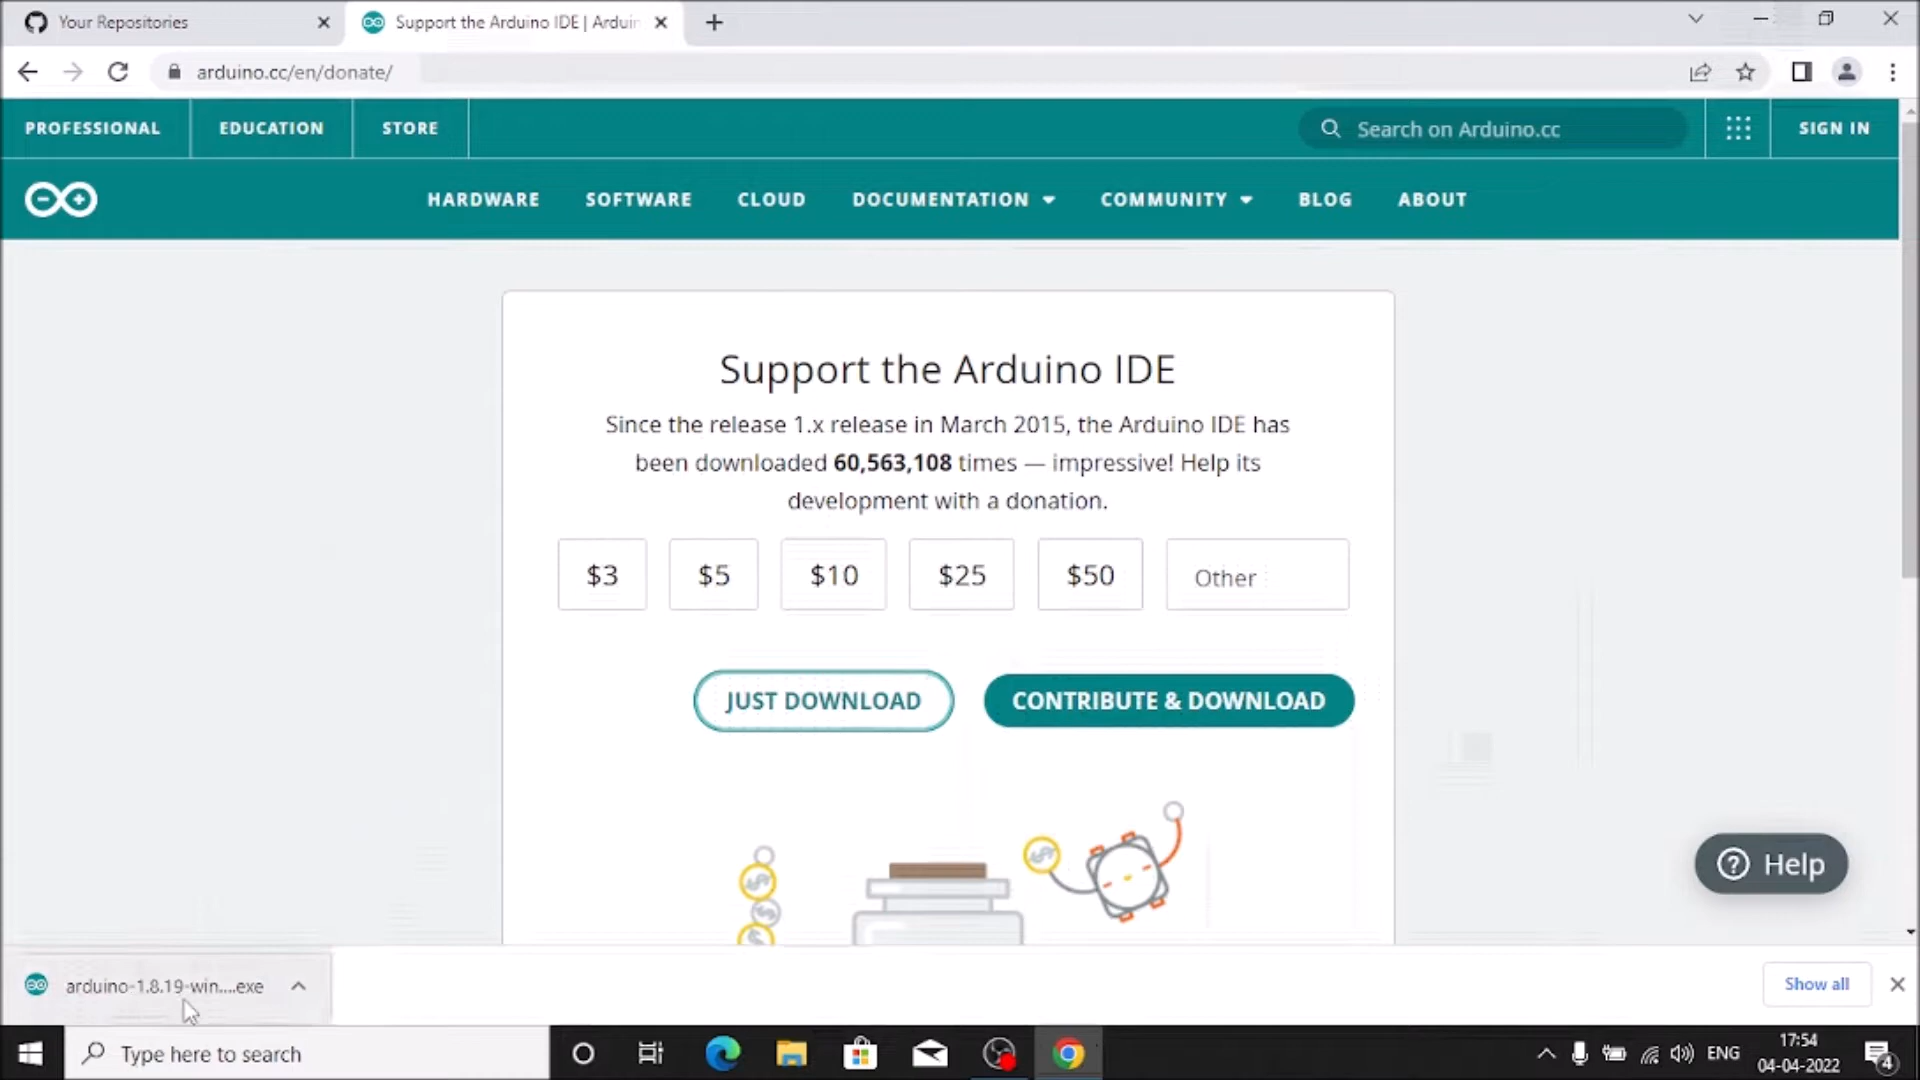 Your Repositories
Support the Arduino IDE | Arduin
arduino.cc/en/donate/
PROFESSIONAL
EDUCATION
STORE
Search on Arduino.cc
SIGN IN
HARDWARE
SOFTWARE
CLOUD
DOCUMENTATION
COMMUNITY
BLOG
ABOUT
Support the Arduino IDE
Since the release 1.x release in March 2015, the Arduino IDE has
been downloaded 60,563,108 times — impressive! Help its
development with a donation.
$3
$5
$10
$25
$50
Other
JUST DOWNLOAD
CONTRIBUTE & DOWNLOAD
Help
arduino-1.8.19-win....exe
Show all
Type here to search
ENG
17:54
04-04-2022
4